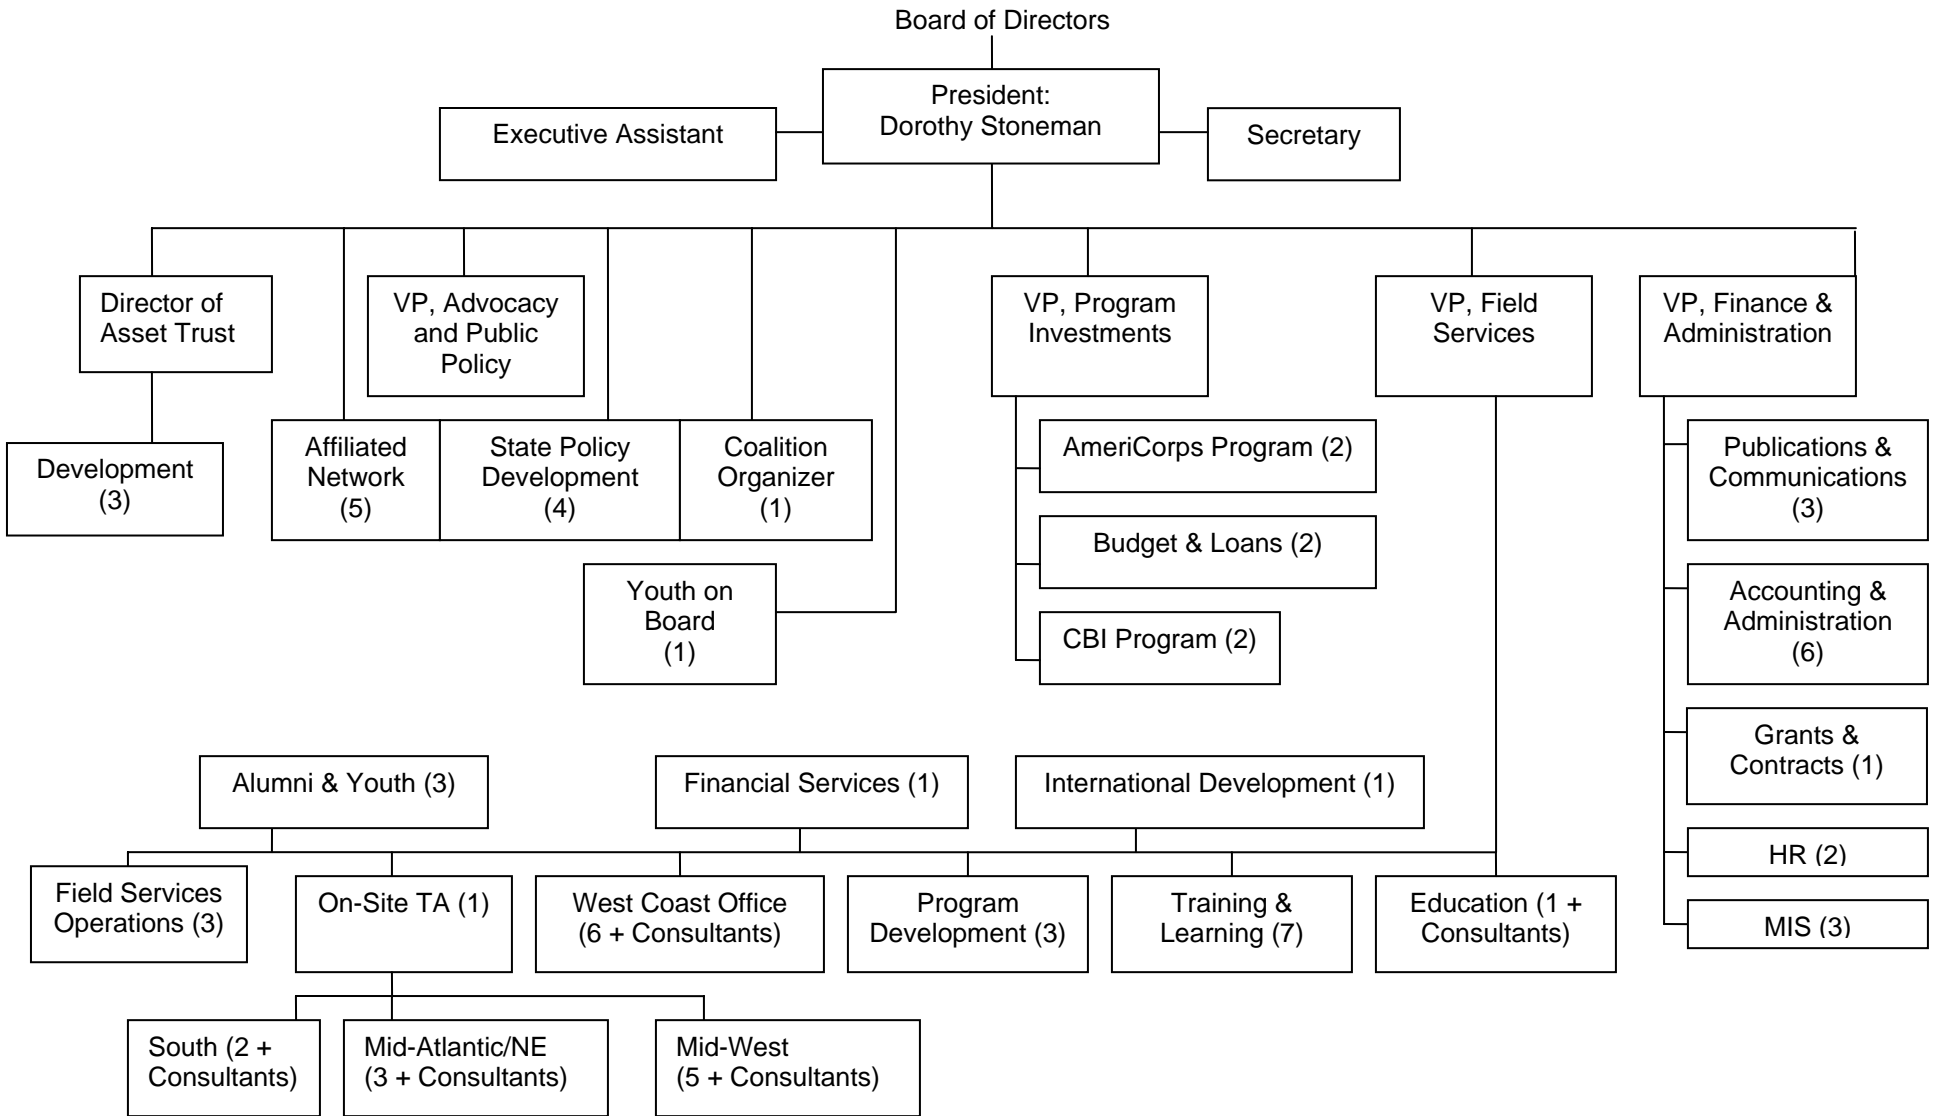 Board of Directors
President:
Dorothy Stoneman
Executive Assistant
Secretary
Director of
Asset Trust
VP, Advocacy
and Public
Policy
VP, Program
Investments
VP, Field
Services
VP, Finance &
Administration
Development
(3)
Affiliated
Network
(5)
State Policy
Development
(4)
Coalition
Organizer
(1)
Youth on
Board
(1)
AmeriCorps Program (2)
Budget & Loans (2)
CBI Program (2)
Publications &
Communications
(3)
Accounting &
Administration
(6)
Grants &
Contracts (1)
HR (2)
MIS (3)
Alumni & Youth (3)
Financial Services (1)
International Development (1)
Field Services
Operations (3)
On-Site TA (1)
West Coast Office
(6 + Consultants)
Program
Development (3)
Training &
Learning (7)
Education (1 +
Consultants)
South (2 +
Consultants)
Mid-Atlantic/NE
(3 + Consultants)
Mid-West
(5 + Consultants)